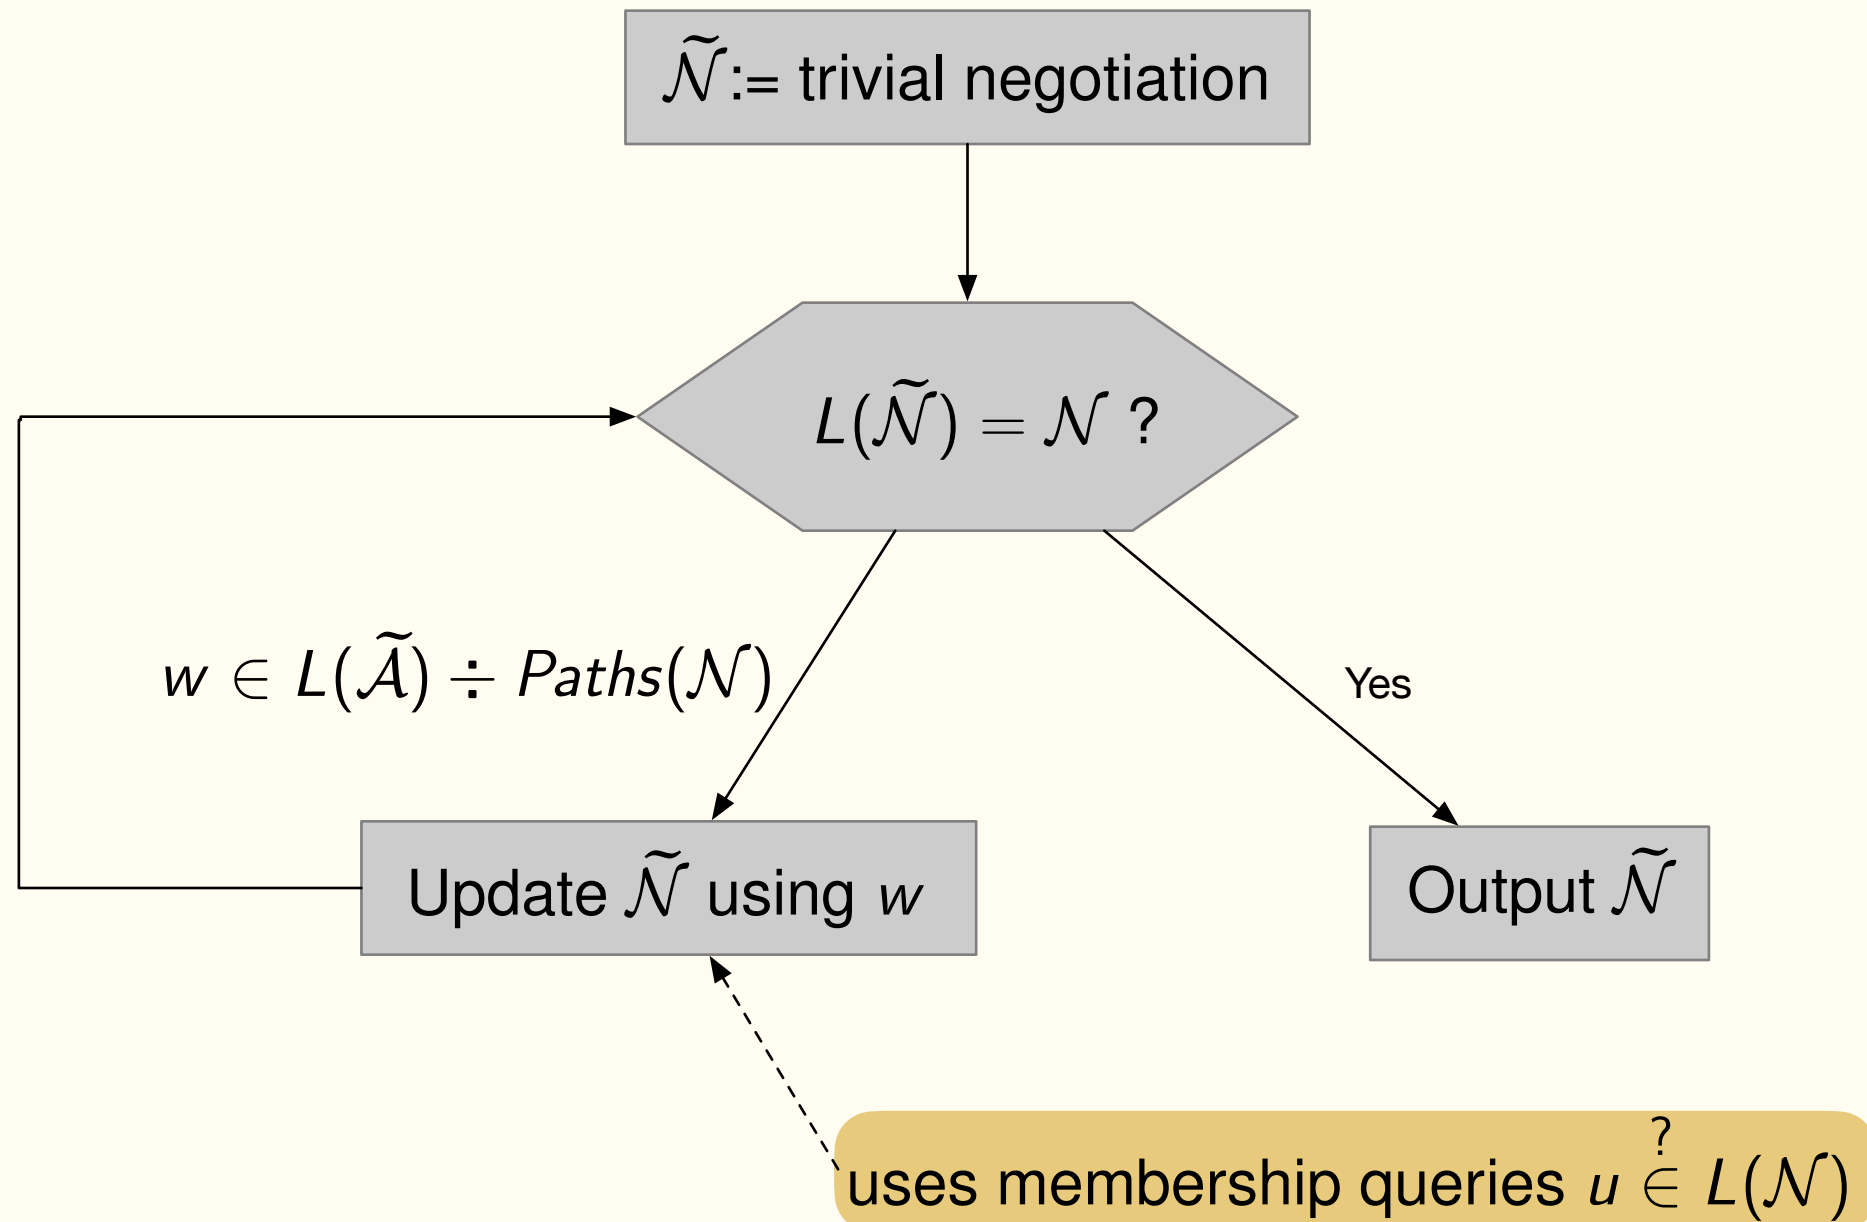 Ñ := trivial negotiation
L(Ñ) = N ?
w ∈ L(Ã) ÷ Paths(N)
Yes
Update Ñ using w
Output Ñ
uses membership queries u ∈? L(N)